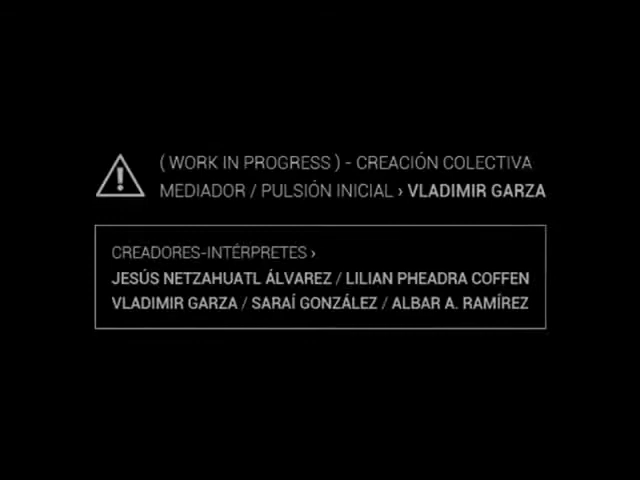 ( WORK IN PROGRESS ) - CREACIÓN COLECTIVA
MEDIADOR / PULSIÓN INICIAL › VLADIMIR GARZA
CREADORES-INTÉRPRETES ›
JESÚS NETZAHUATL ÁLVAREZ / LILIAN PHEADRA COFFEN
VLADIMIR GARZA / SARAÍ GONZÁLEZ / ALBAR A. RAMÍREZ